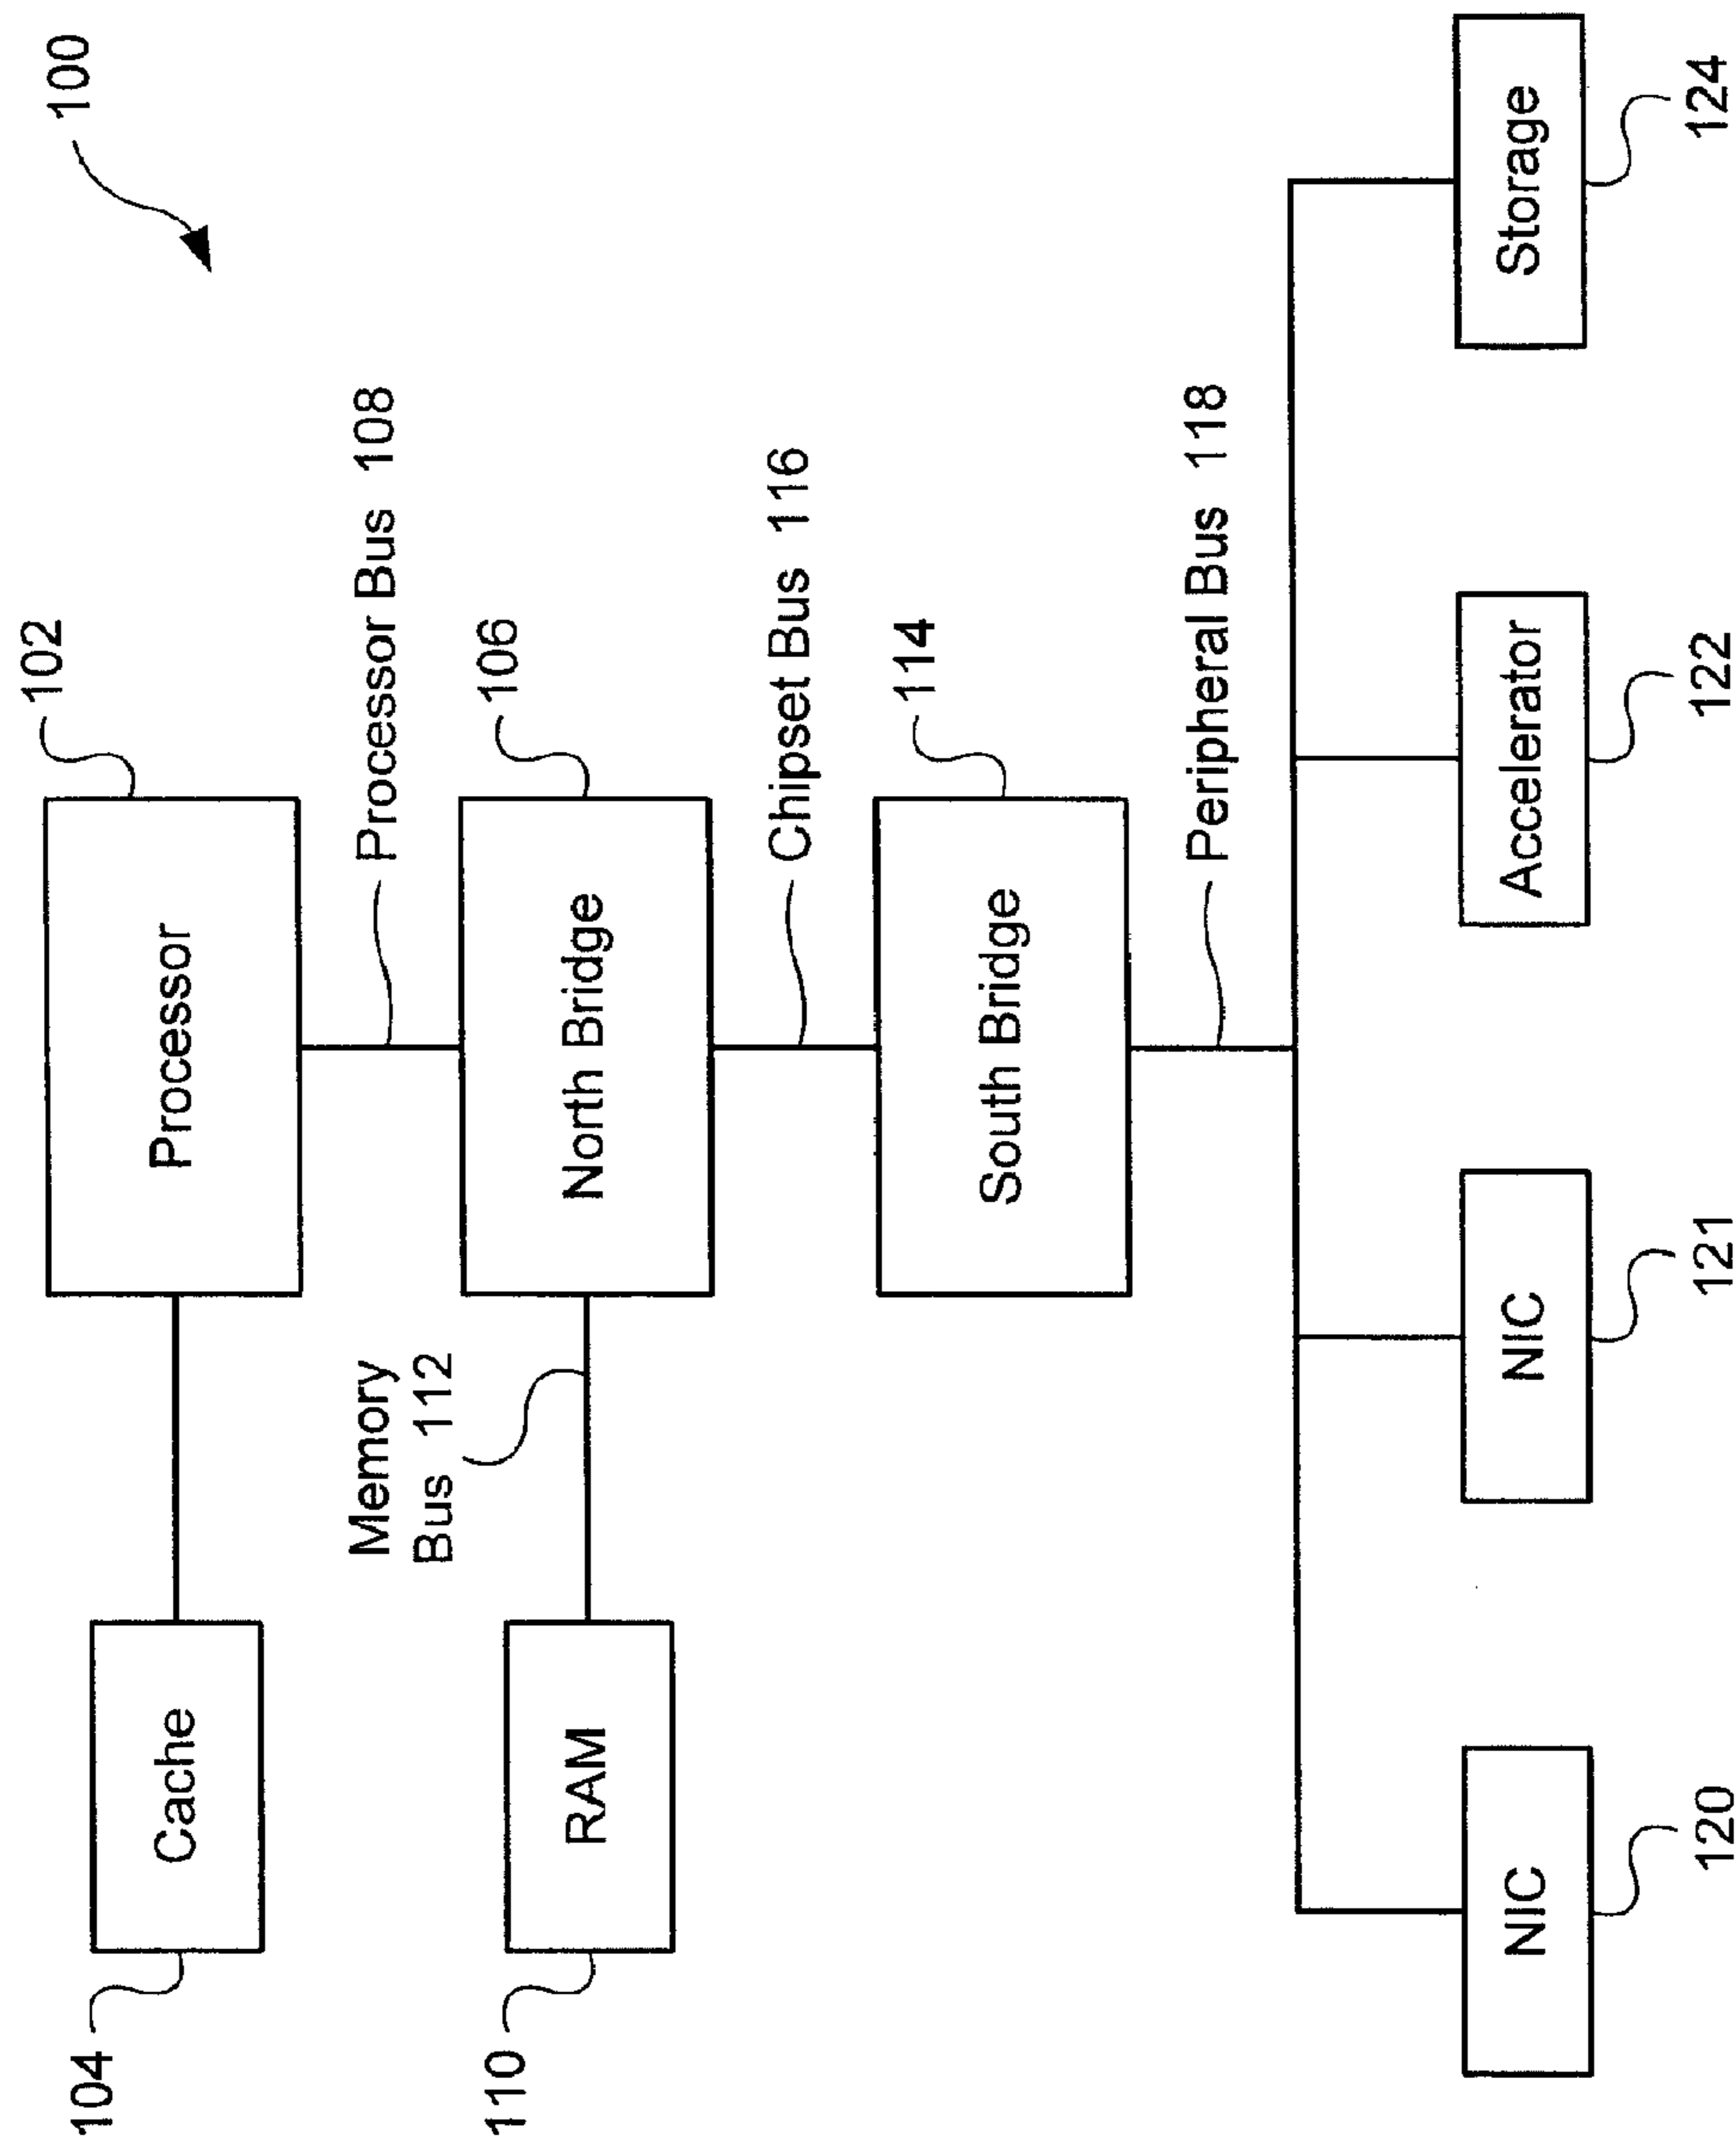 100
102
Processor
Cache
104
Processor Bus 108
106
North Bridge
Memory
Bus 112
RAM
110
Chipset Bus 116
114
South Bridge
Peripheral Bus 118
NIC
120
NIC
121
Accelerator
122
Storage
124